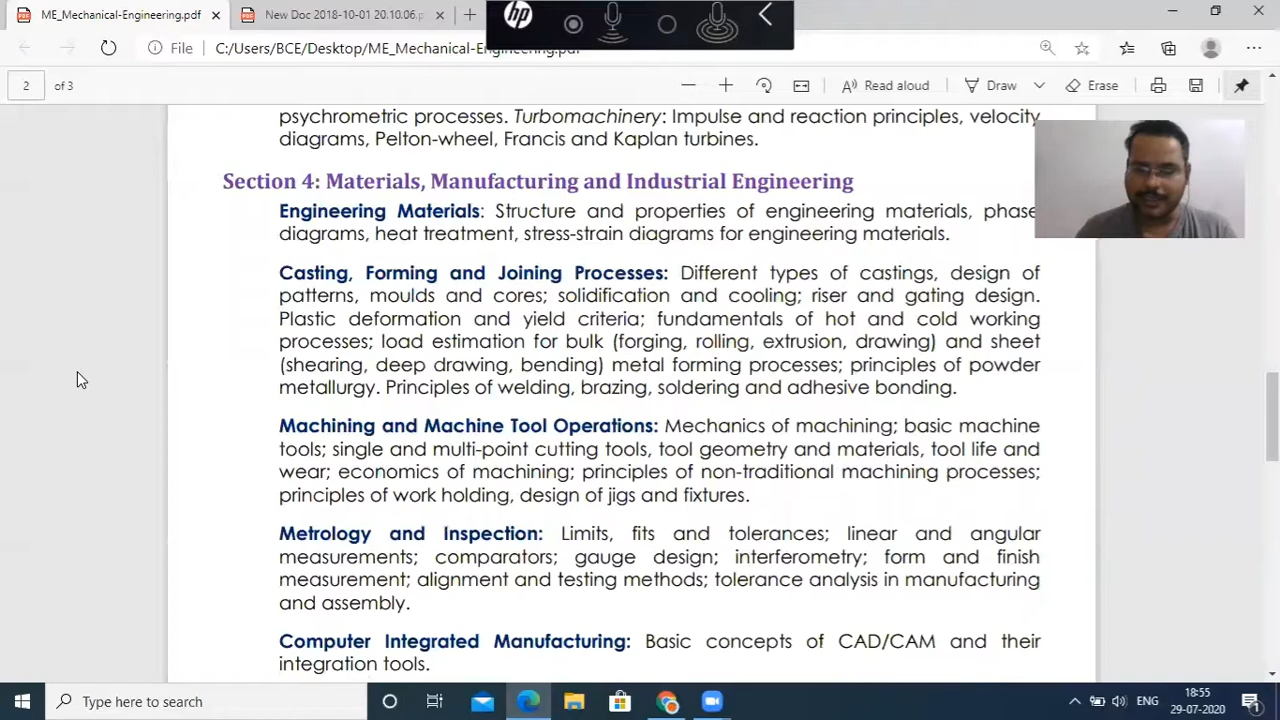 ME_Mechanical-Engineering.pdf
New Doc 2018-10-01 20.10.06.p
hp
File
C:/Users/BCE/Desktop/ME_Mechanical-Engineering.pdf
2 of 3
Read aloud
Draw
Erase
psychrometric processes. Turbomachinery: Impulse and reaction principles, velocity
diagrams, Pelton-wheel, Francis and Kaplan turbines.
Section 4: Materials, Manufacturing and Industrial Engineering
Engineering Materials: Structure and properties of engineering materials, phase
diagrams, heat treatment, stress-strain diagrams for engineering materials.
Casting, Forming and Joining Processes: Different types of castings, design of
patterns, moulds and cores; solidification and cooling; riser and gating design.
Plastic deformation and yield criteria; fundamentals of hot and cold working
processes; load estimation for bulk (forging, rolling, extrusion, drawing) and sheet
(shearing, deep drawing, bending) metal forming processes; principles of powder
metallurgy. Principles of welding, brazing, soldering and adhesive bonding.
Machining and Machine Tool Operations: Mechanics of machining; basic machine
tools; single and multi-point cutting tools, tool geometry and materials, tool life and
wear; economics of machining; principles of non-traditional machining processes;
principles of work holding, design of jigs and fixtures.
Metrology and Inspection: Limits, fits and tolerances; linear and angular
measurements; comparators; gauge design; interferometry; form and finish
measurement; alignment and testing methods; tolerance analysis in manufacturing
and assembly.
Computer Integrated Manufacturing: Basic concepts of CAD/CAM and their
integration tools.
Type here to search
ENG
18:55
29-07-2020